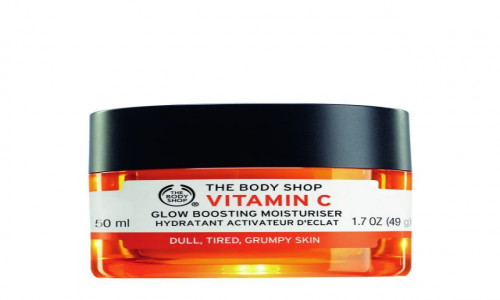 THE BODY SHOP
THE BODY SHOP
VITAMIN C
GLOW BOOSTING MOISTURISER
50 ml
HYDRATANT ACTIVATEUR D'ECLAT
1.7 OZ (49 g)
DULL, TIRED, GRUMPY SKIN